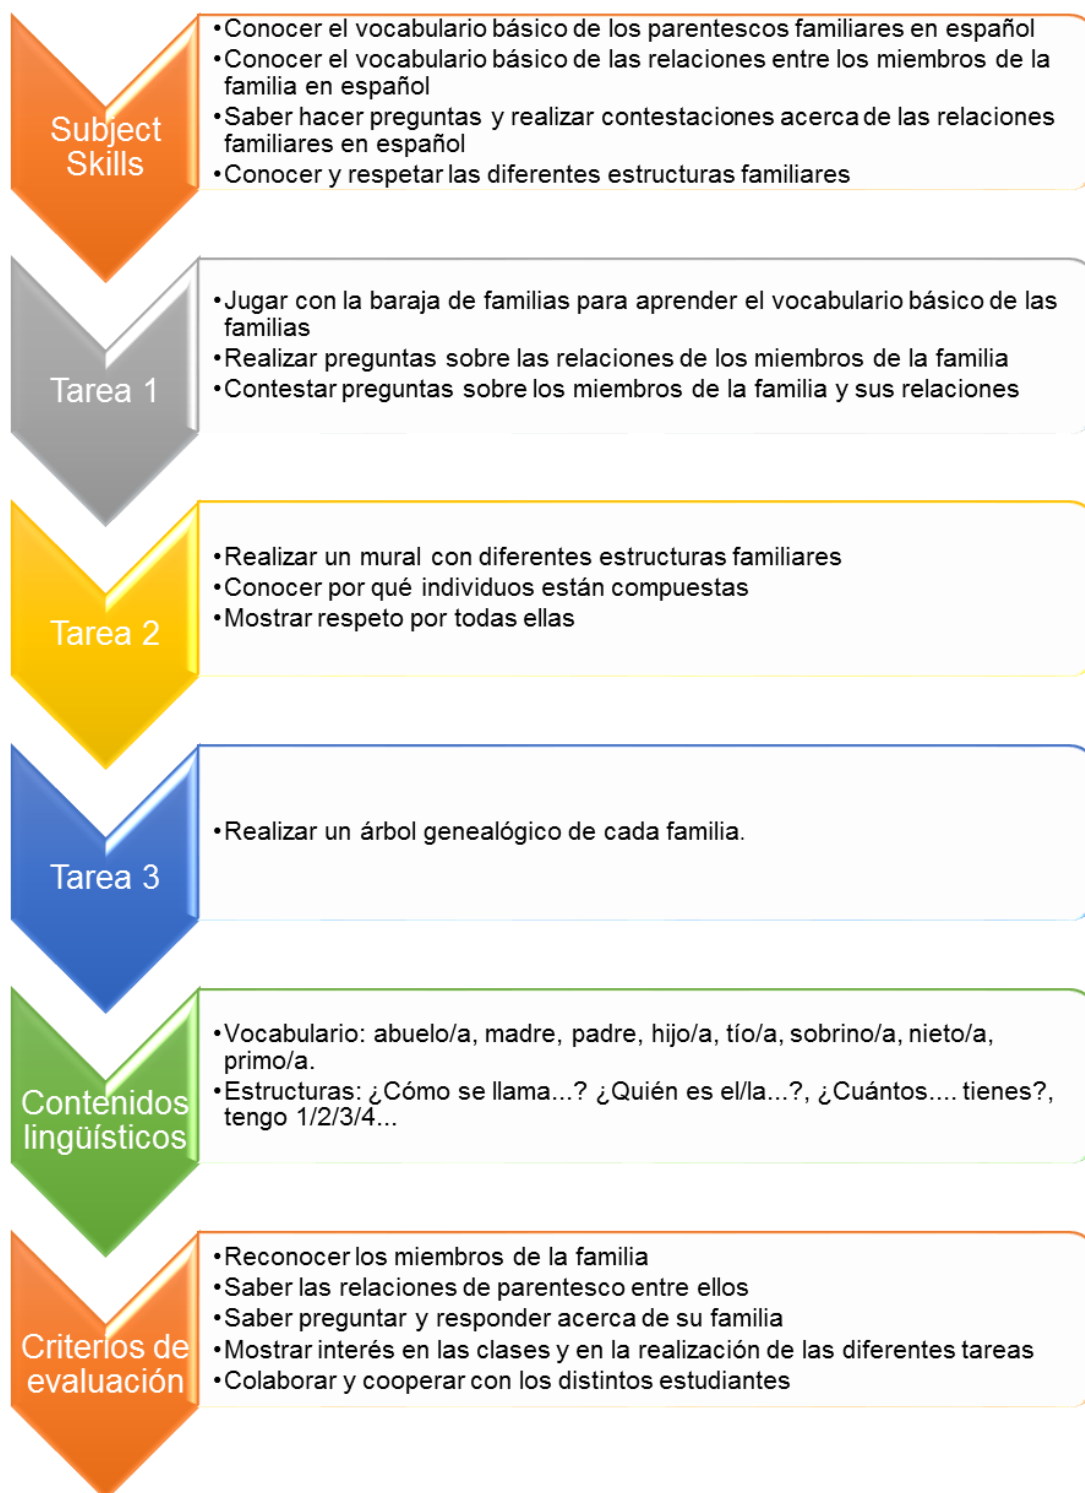 Subject
Skills
•Conocer el vocabulario básico de los parentescos familiares en español
•Conocer el vocabulario básico de las relaciones entre los miembros de la
familia en español
•Saber hacer preguntas y realizar contestaciones acerca de las relaciones
familiares en español
•Conocer y respetar las diferentes estructuras familiares
Tarea 1
•Jugar con la baraja de familias para aprender el vocabulario básico de las
familias
•Realizar preguntas sobre las relaciones de los miembros de la familia
•Contestar preguntas sobre los miembros de la familia y sus relaciones
Tarea 2
•Realizar un mural con diferentes estructuras familiares
•Conocer por qué individuos están compuestas
•Mostrar respeto por todas ellas
Tarea 3
•Realizar un árbol genealógico de cada familia.
Contenidos
lingüísticos
•Vocabulario: abuelo/a, madre, padre, hijo/a, tío/a, sobrino/a, nieto/a,
primo/a.
•Estructuras: ¿Cómo se llama...? ¿Quién es el/la...?, ¿Cuántos.... tienes?,
tengo 1/2/3/4...
Criterios de
evaluación
•Reconocer los miembros de la familia
•Saber las relaciones de parentesco entre ellos
•Saber preguntar y responder acerca de su familia
•Mostrar interés en las clases y en la realización de las diferentes tareas
•Colaborar y cooperar con los distintos estudiantes